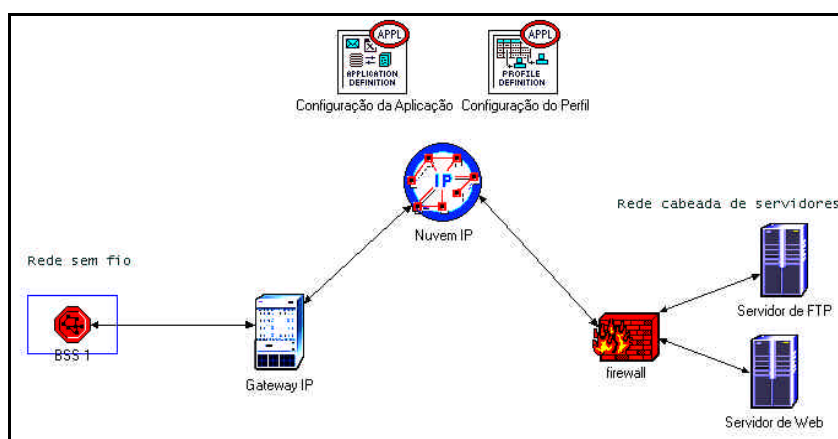 APPL
APPLICATION
DEFINITION
Configuração da Aplicação
APPL
PROFILE
DEFINITION
Configuração do Perfil
IP
Nuvem IP
Rede cabeada de servidores
Rede sem fio
Servidor de FTP
BSS 1
Gateway IP
firewall
Servidor de Web